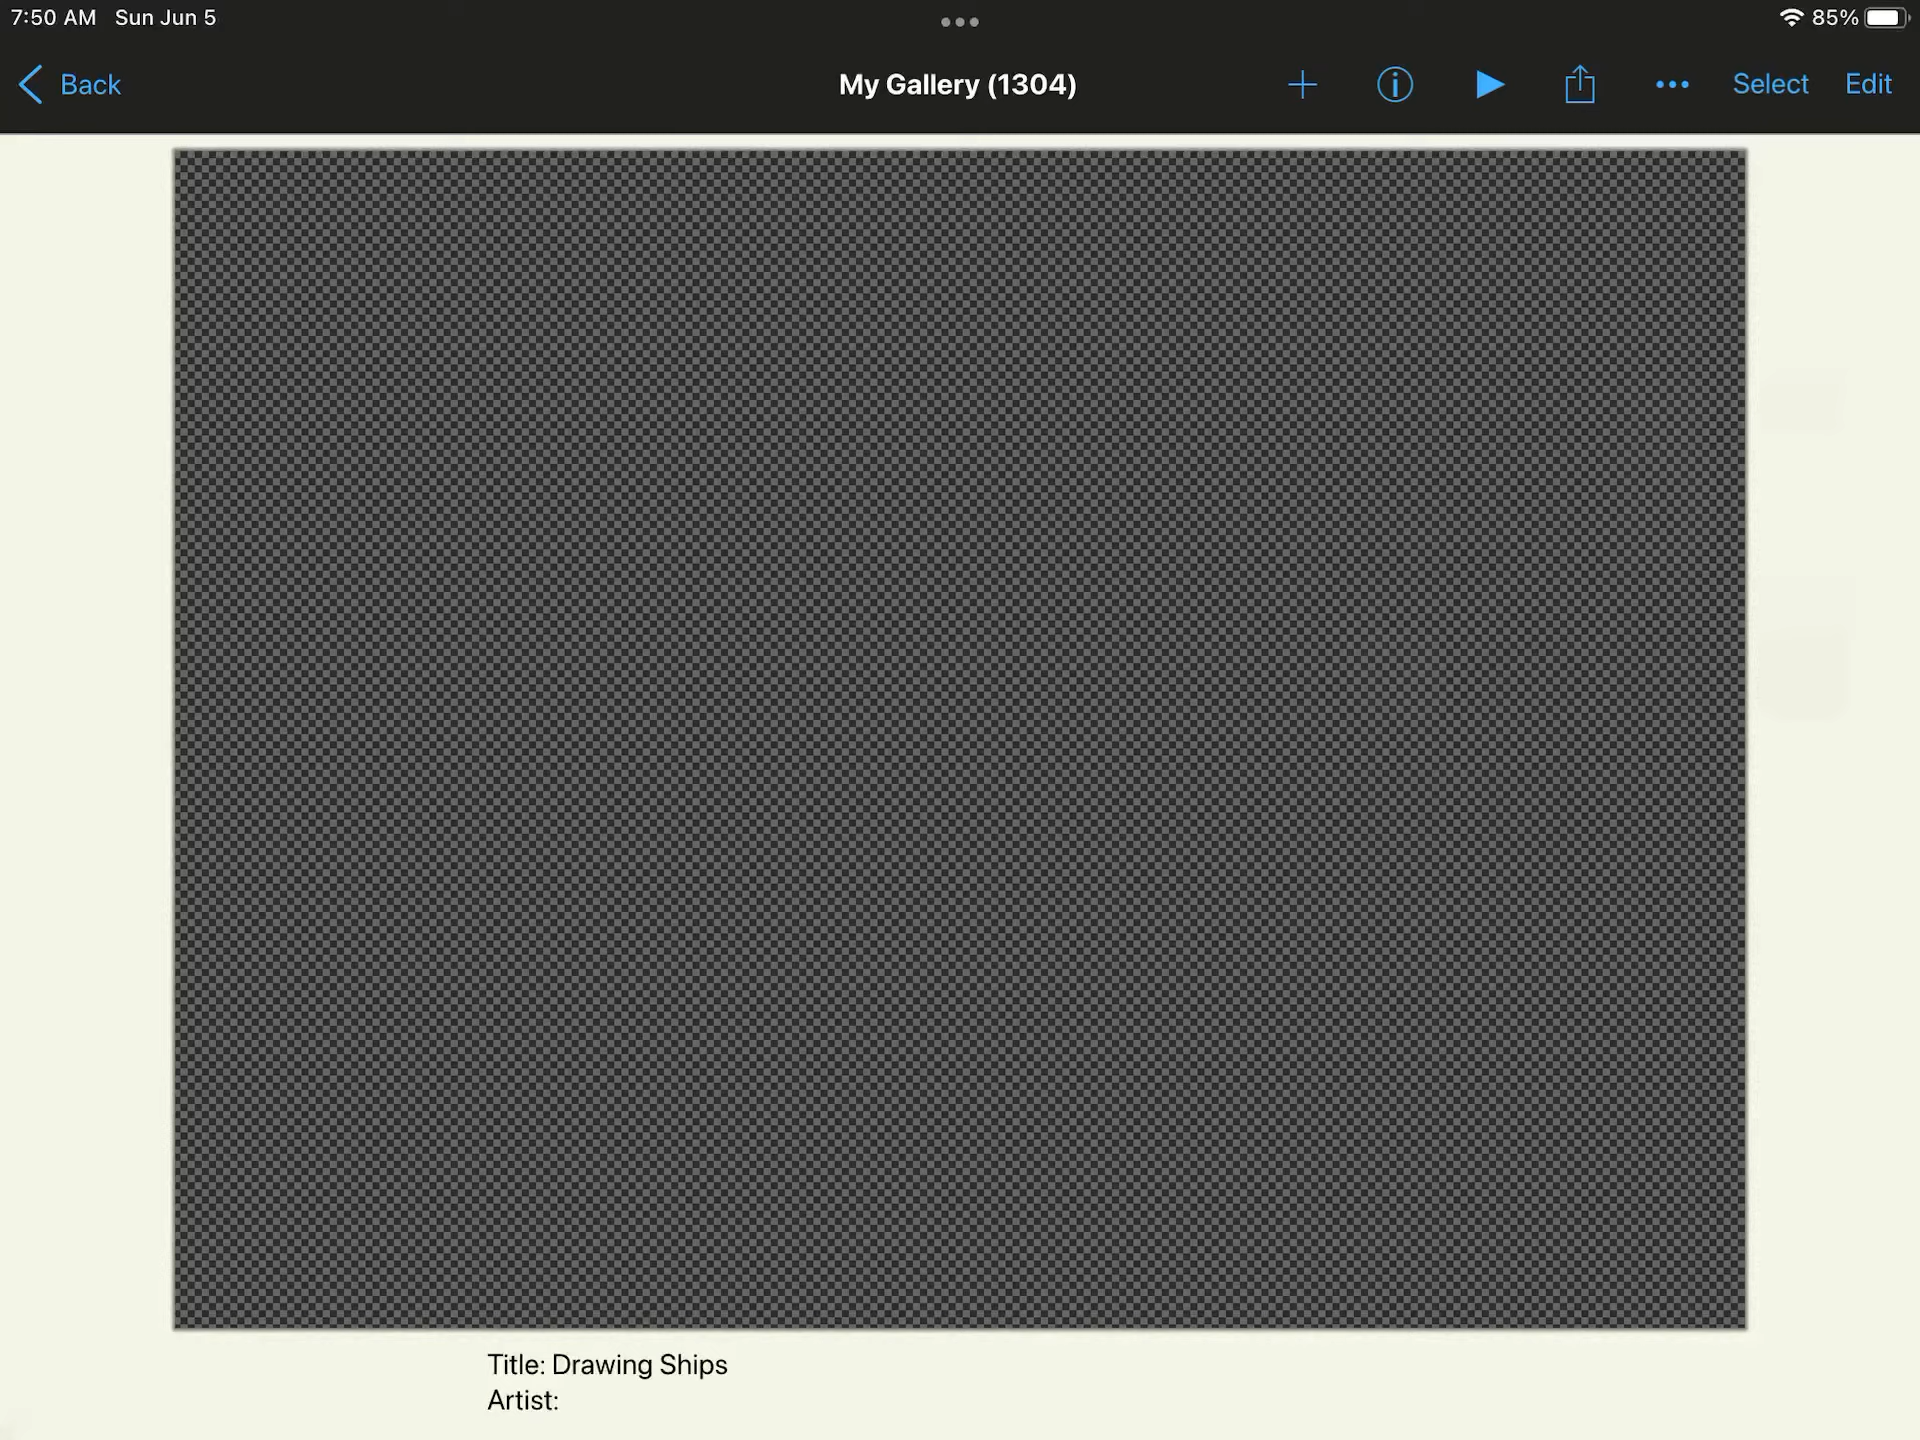 7:50 AM Sun Jun 5
85%
Back
My Gallery (1304)
Select
Edit
Title: Drawing Ships
Artist: